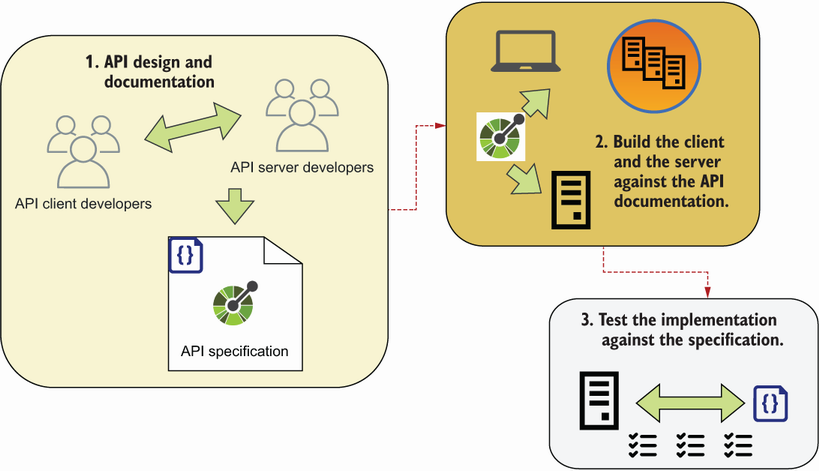 1. API design and
documentation
API server developers
API client developers
{}
API specification
2. Build the client
and the server
against the API
documentation.
3. Test the implementation
against the specification.
{}